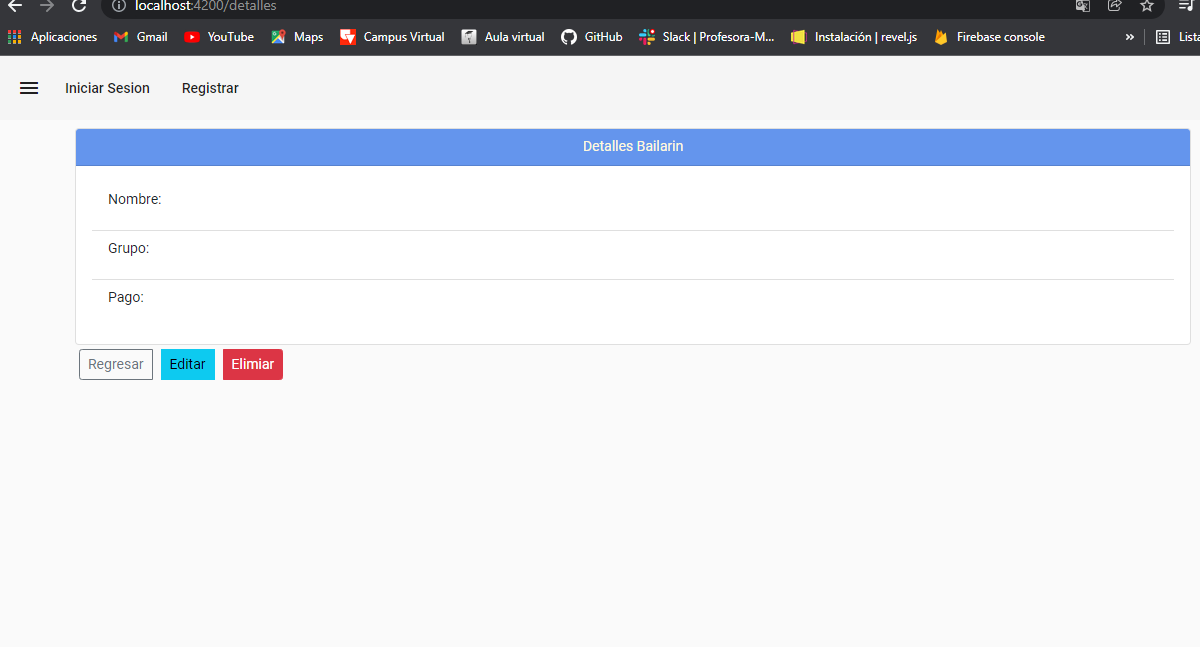 localhost:4200/detalles
Aplicaciones Gmail YouTube Maps Campus Virtual Aula virtual GitHub Slack | Profesora-M... Instalación | revel.js Firebase console » Lista
Iniciar Sesion Registrar
Detalles Bailarin
Nombre:
Grupo:
Pago:
Regresar Editar Elimiar